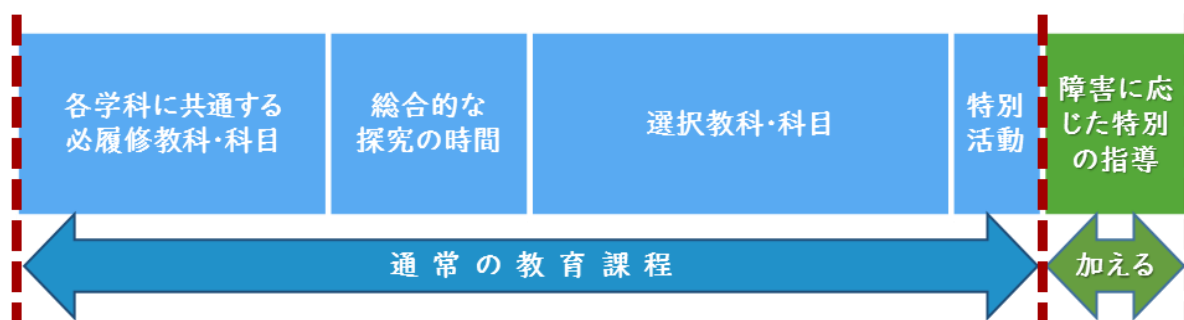 各学科に共通する
必履修教科・科目
総合的な
探究の時間
選択教科・科目
特別
活動
障害に応
じた特別
の指導
通常の教育課程
加える